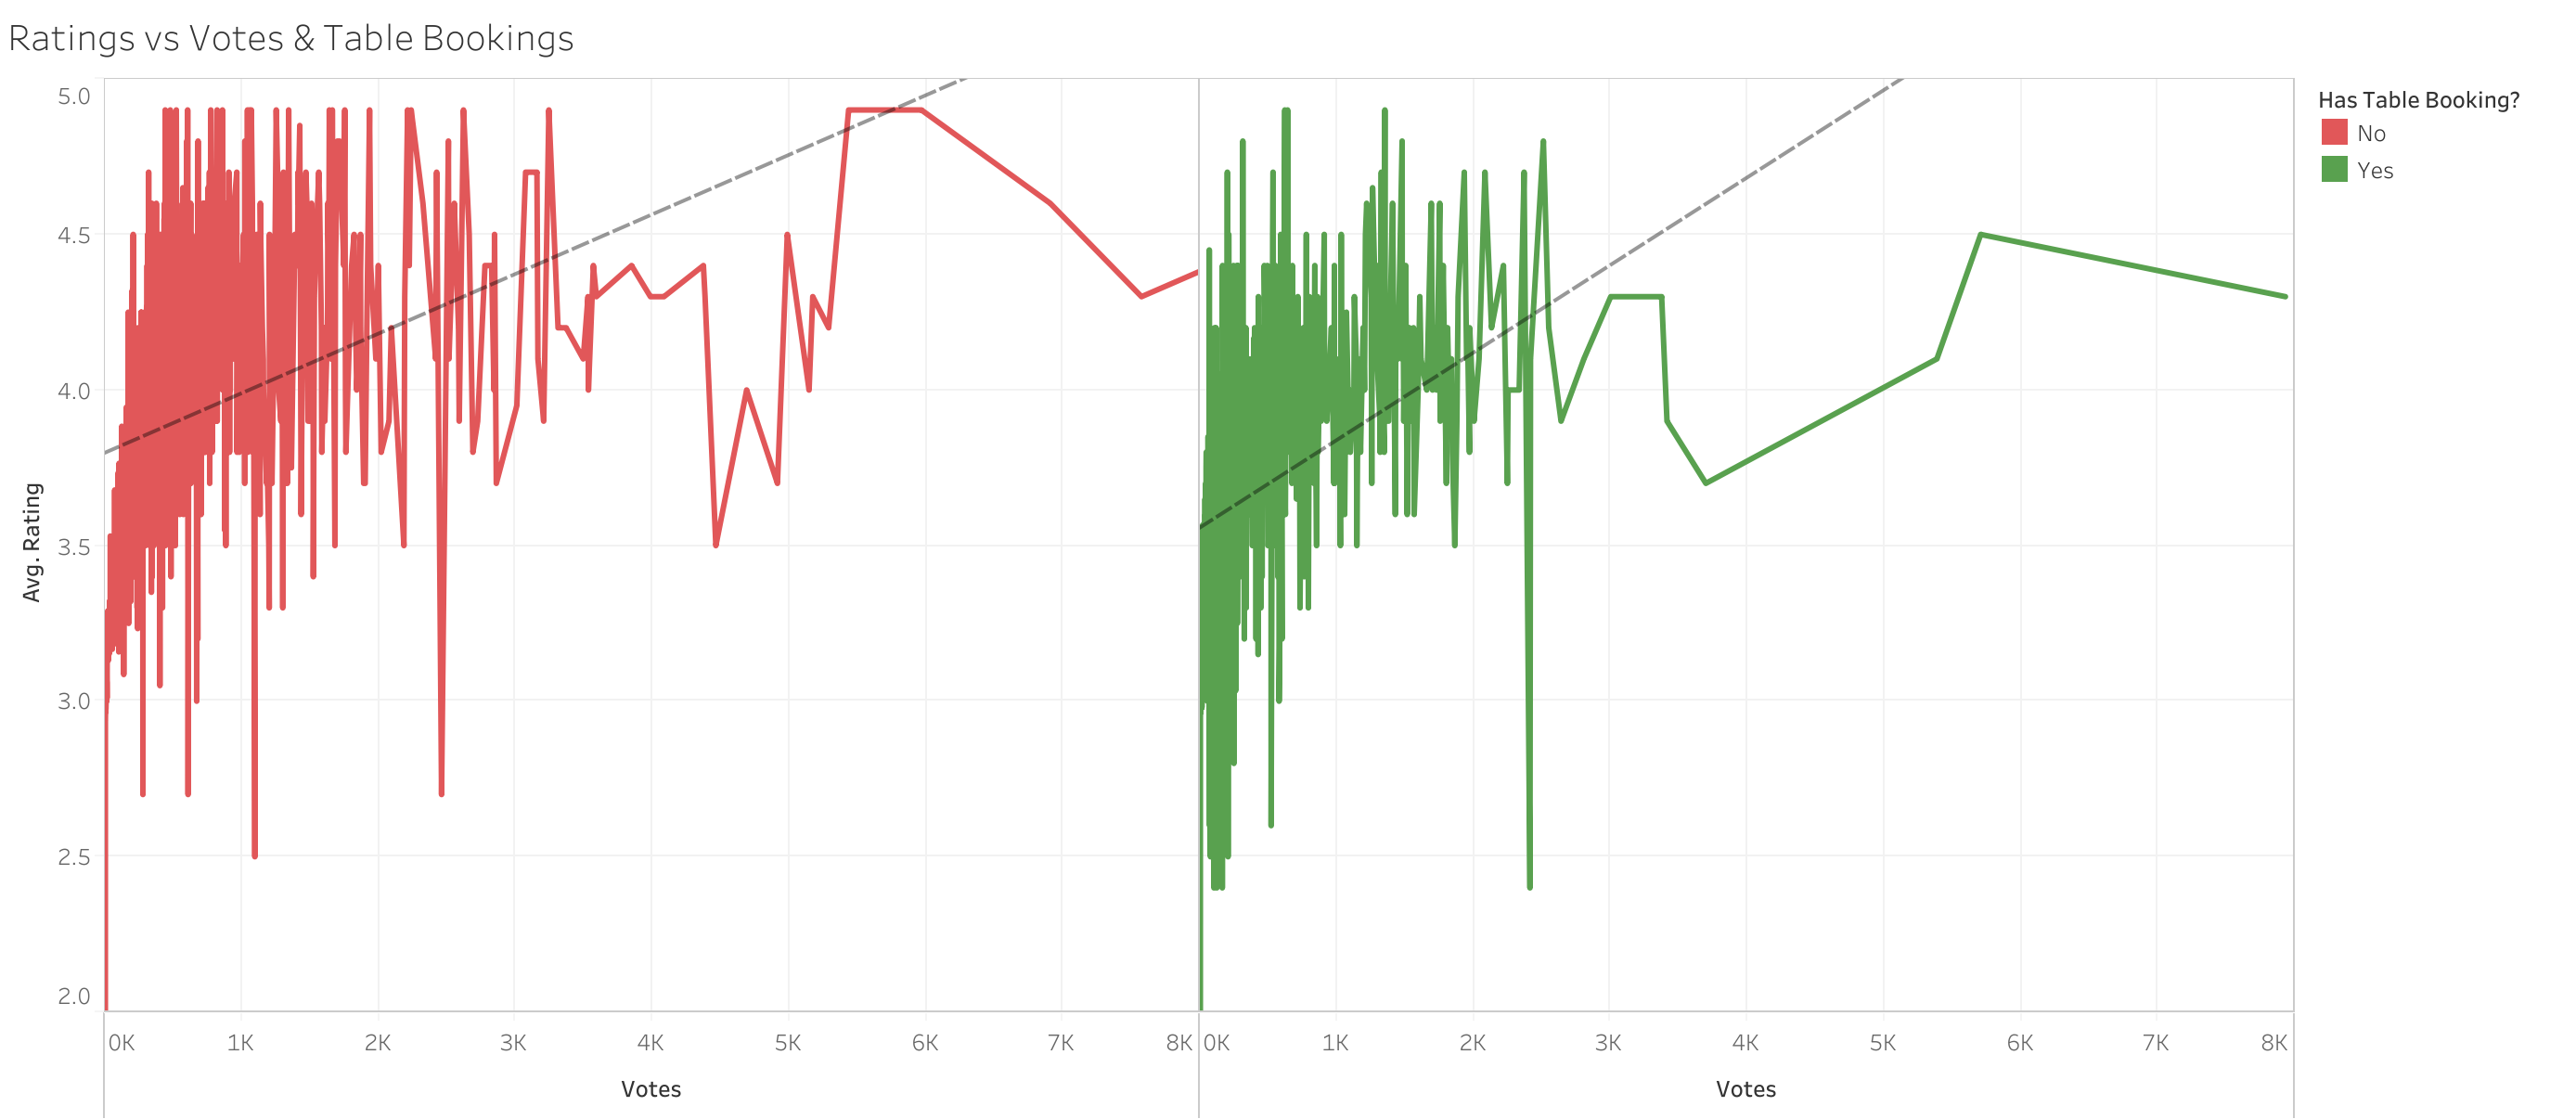 Ratings vs Votes & Table Bookings
Has Table Booking?
No
Yes
Avg. Rating
5.0
4.5
4.0
3.5
3.0
2.5
2.0
0K 1K 2K 3K 4K 5K 6K 7K 8K 0K 1K 2K 3K 4K 5K 6K 7K 8K
Votes Votes